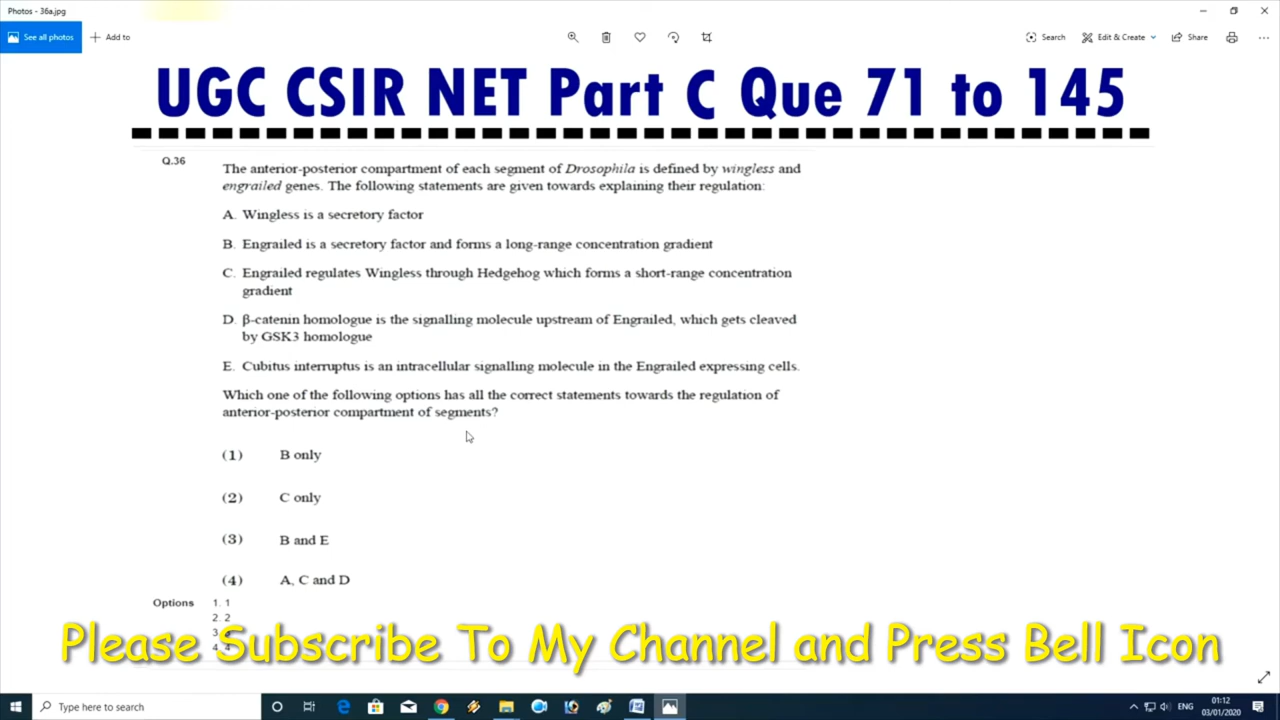 Photos - 36a.jpg
See all photos
Add to
Search
Edit & Create
Share
UGC CSIR NET Part C Que 71 to 145
Q.36
The anterior-posterior compartment of each segment of Drosophila is defined by wingless and
engrailed genes. The following statements are given towards explaining their regulation:
A. Wingless is a secretory factor
B. Engrailed is a secretory factor and forms a long-range concentration gradient
C. Engrailed regulates Wingless through Hedgehog which forms a short-range concentration
gradient
D. β-catenin homologue is the signalling molecule upstream of Engrailed, which gets cleaved
by GSK3 homologue
E. Cubitus interruptus is an intracellular signalling molecule in the Engrailed expressing cells.
Which one of the following options has all the correct statements towards the regulation of
anterior-posterior compartment of segments?
(1) B only
(2) C only
(3) B and E
(4) A, C and D
Options 1. 1
2. 2
3.
4. 4
Please Subscribe To My Channel and Press Bell Icon
Type here to search
ENG
01:12
03/01/2020